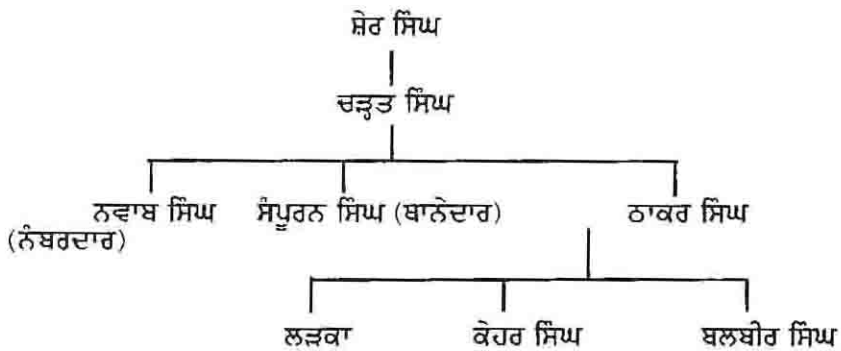 ਸ਼ੇਰ ਸਿੰਘ
ਚੜ੍ਹਤ ਸਿੰਘ
ਨਵਾਬ ਸਿੰਘ ਸੰਪੂਰਨ ਸਿੰਘ (ਥਾਨੇਦਾਰ) ਠਾਕਰ ਸਿੰਘ
(ਨੰਬਰਦਾਰ)
ਲੜਕਾ ਕੇਹਰ ਸਿੰਘ ਬਲਬੀਰ ਸਿੰਘ